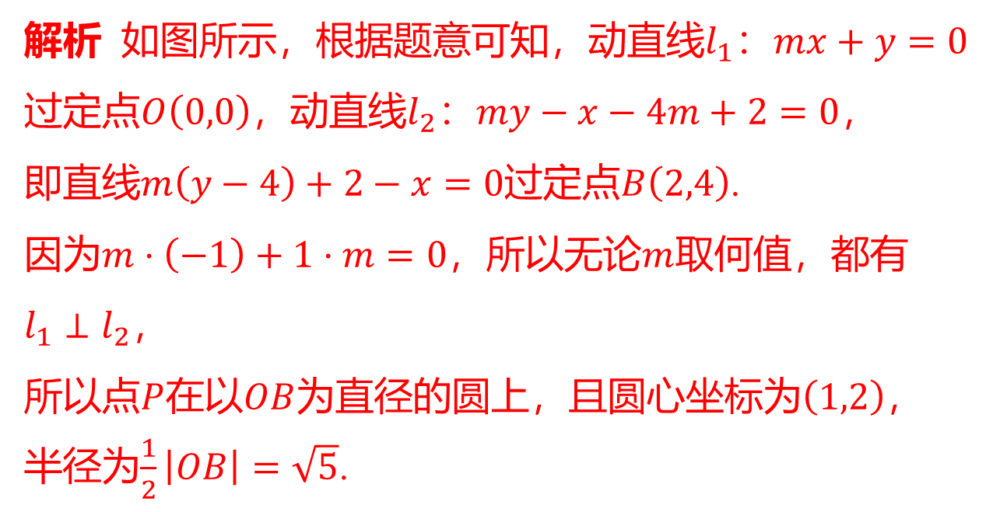 解析 如图所示，根据题意可知，动直线$l_1$：$mx+y=0$
过定点$O(0,0)$，动直线$l_2$：$my-x-4m+2=0$，
即直线$m(y-4)+2-x=0$过定点$B(2,4)$.
因为$m\cdot(-1)+1\cdot m=0$，所以无论$m$取何值，都有
$l_1\perp l_2$，
所以点$P$在以$OB$为直径的圆上，且圆心坐标为$(1,2)$，
半径为$\frac{1}{2}|OB|=\sqrt{5}$.